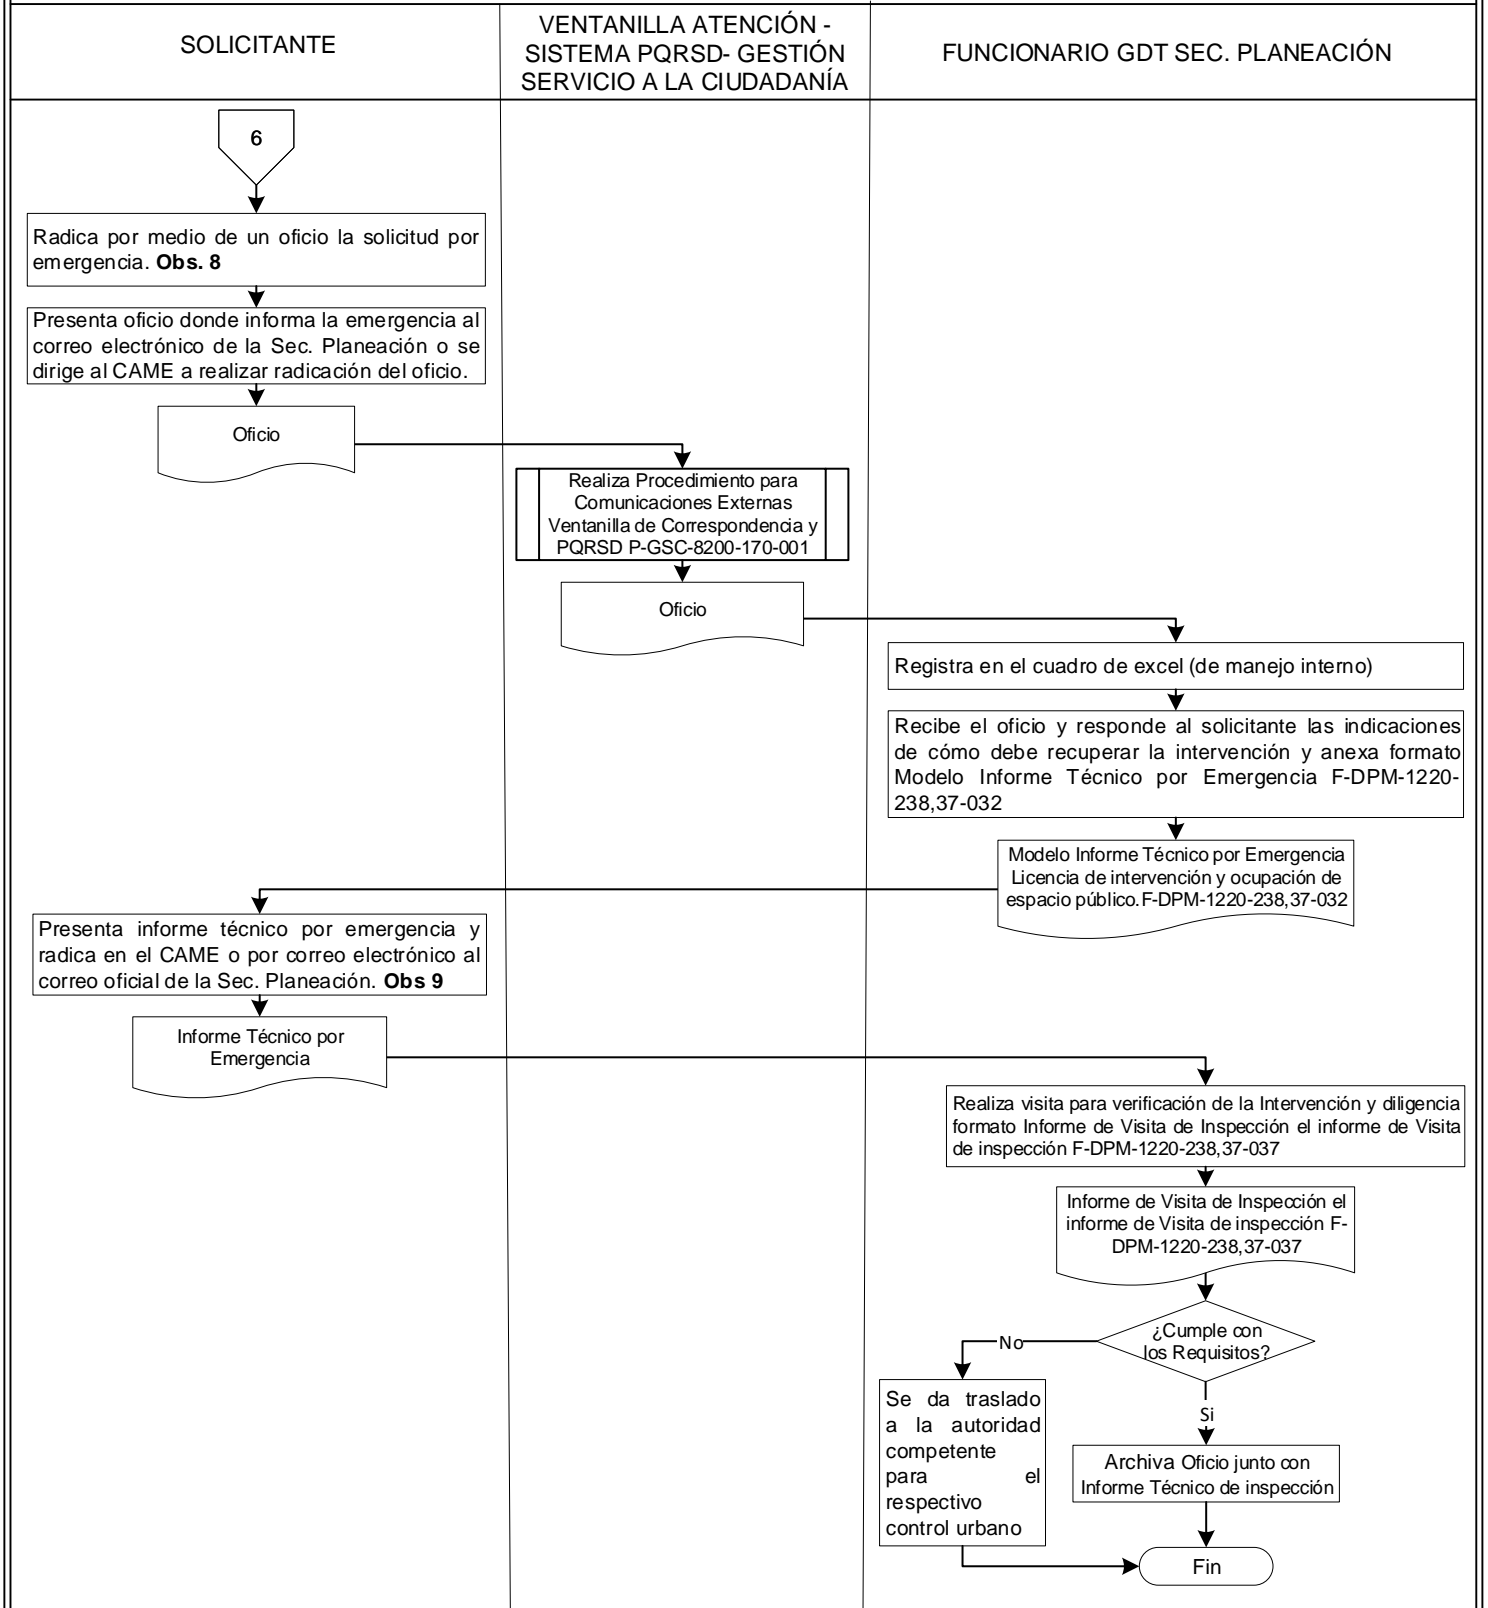 SOLICITANTE
VENTANILLA ATENCIÓN -
SISTEMA PQRSD- GESTIÓN
SERVICIO A LA CIUDADANÍA
FUNCIONARIO GDT SEC. PLANEACIÓN
6
Radica por medio de un oficio la solicitud por
emergencia. Obs. 8
Presenta oficio donde informa la emergencia al
correo electrónico de la Sec. Planeación o se
dirige al CAME a realizar radicación del oficio.
Oficio
Realiza Procedimiento para
Comunicaciones Externas
Ventanilla de Correspondencia y
PQRSD P-GSC-8200-170-001
Oficio
Registra en el cuadro de excel (de manejo interno)
Recibe el oficio y responde al solicitante las indicaciones
de cómo debe recuperar la intervención y anexa formato
Modelo Informe Técnico por Emergencia F-DPM-1220-
238,37-032
Modelo Informe Técnico por Emergencia
Licencia de intervención y ocupación de
espacio público.F-DPM-1220-238,37-032
Presenta informe técnico por emergencia y
radica en el CAME o por correo electrónico al
correo oficial de la Sec. Planeación. Obs 9
Informe Técnico por
Emergencia
Realiza visita para verificación de la Intervención y diligencia
formato Informe de Visita de Inspección el informe de Visita
de inspección F-DPM-1220-238,37-037
Informe de Visita de Inspección el
informe de Visita de inspección F-
DPM-1220-238,37-037
¿Cumple con
los Requisitos?
No
Si
Se da traslado
a la autoridad
competente
para el
respectivo
control urbano
Archiva Oficio junto con
Informe Técnico de inspección
Fin